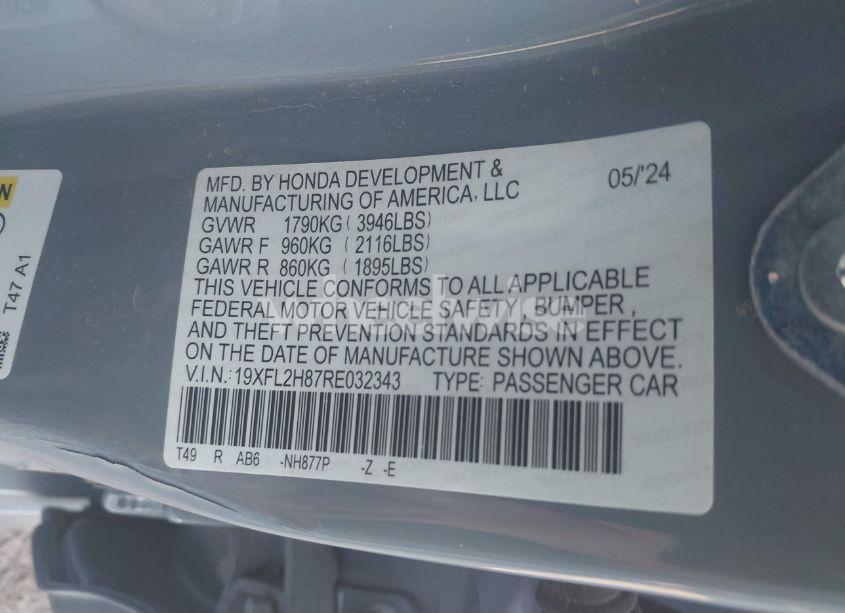 MFD. BY HONDA DEVELOPMENT &
MANUFACTURING OF AMERICA, LLC
05/'24
GVWR 1790KG ( 3946LBS)
GAWR F 960KG ( 2116LBS)
GAWR R 860KG ( 1895LBS)
THIS VEHICLE CONFORMS TO ALL APPLICABLE
FEDERAL MOTOR VEHICLE SAFETY, BUMPER,
AND THEFT PREVENTION STANDARDS IN EFFECT
ON THE DATE OF MANUFACTURE SHOWN ABOVE.
V.I.N.:19XFL2H87RE032343 TYPE: PASSENGER CAR
T49 R AB6 -NH877P -Z -E
T47 A1